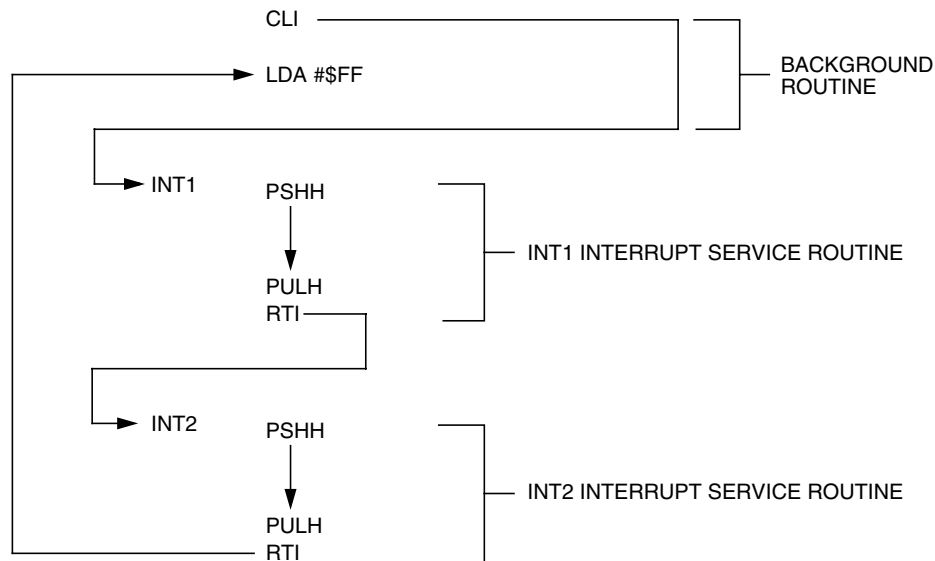 CLI
LDA #$FF
BACKGROUND
ROUTINE
INT1
PSHH
INT1 INTERRUPT SERVICE ROUTINE
PULH
RTI
INT2
PSHH
INT2 INTERRUPT SERVICE ROUTINE
PULH
RTI